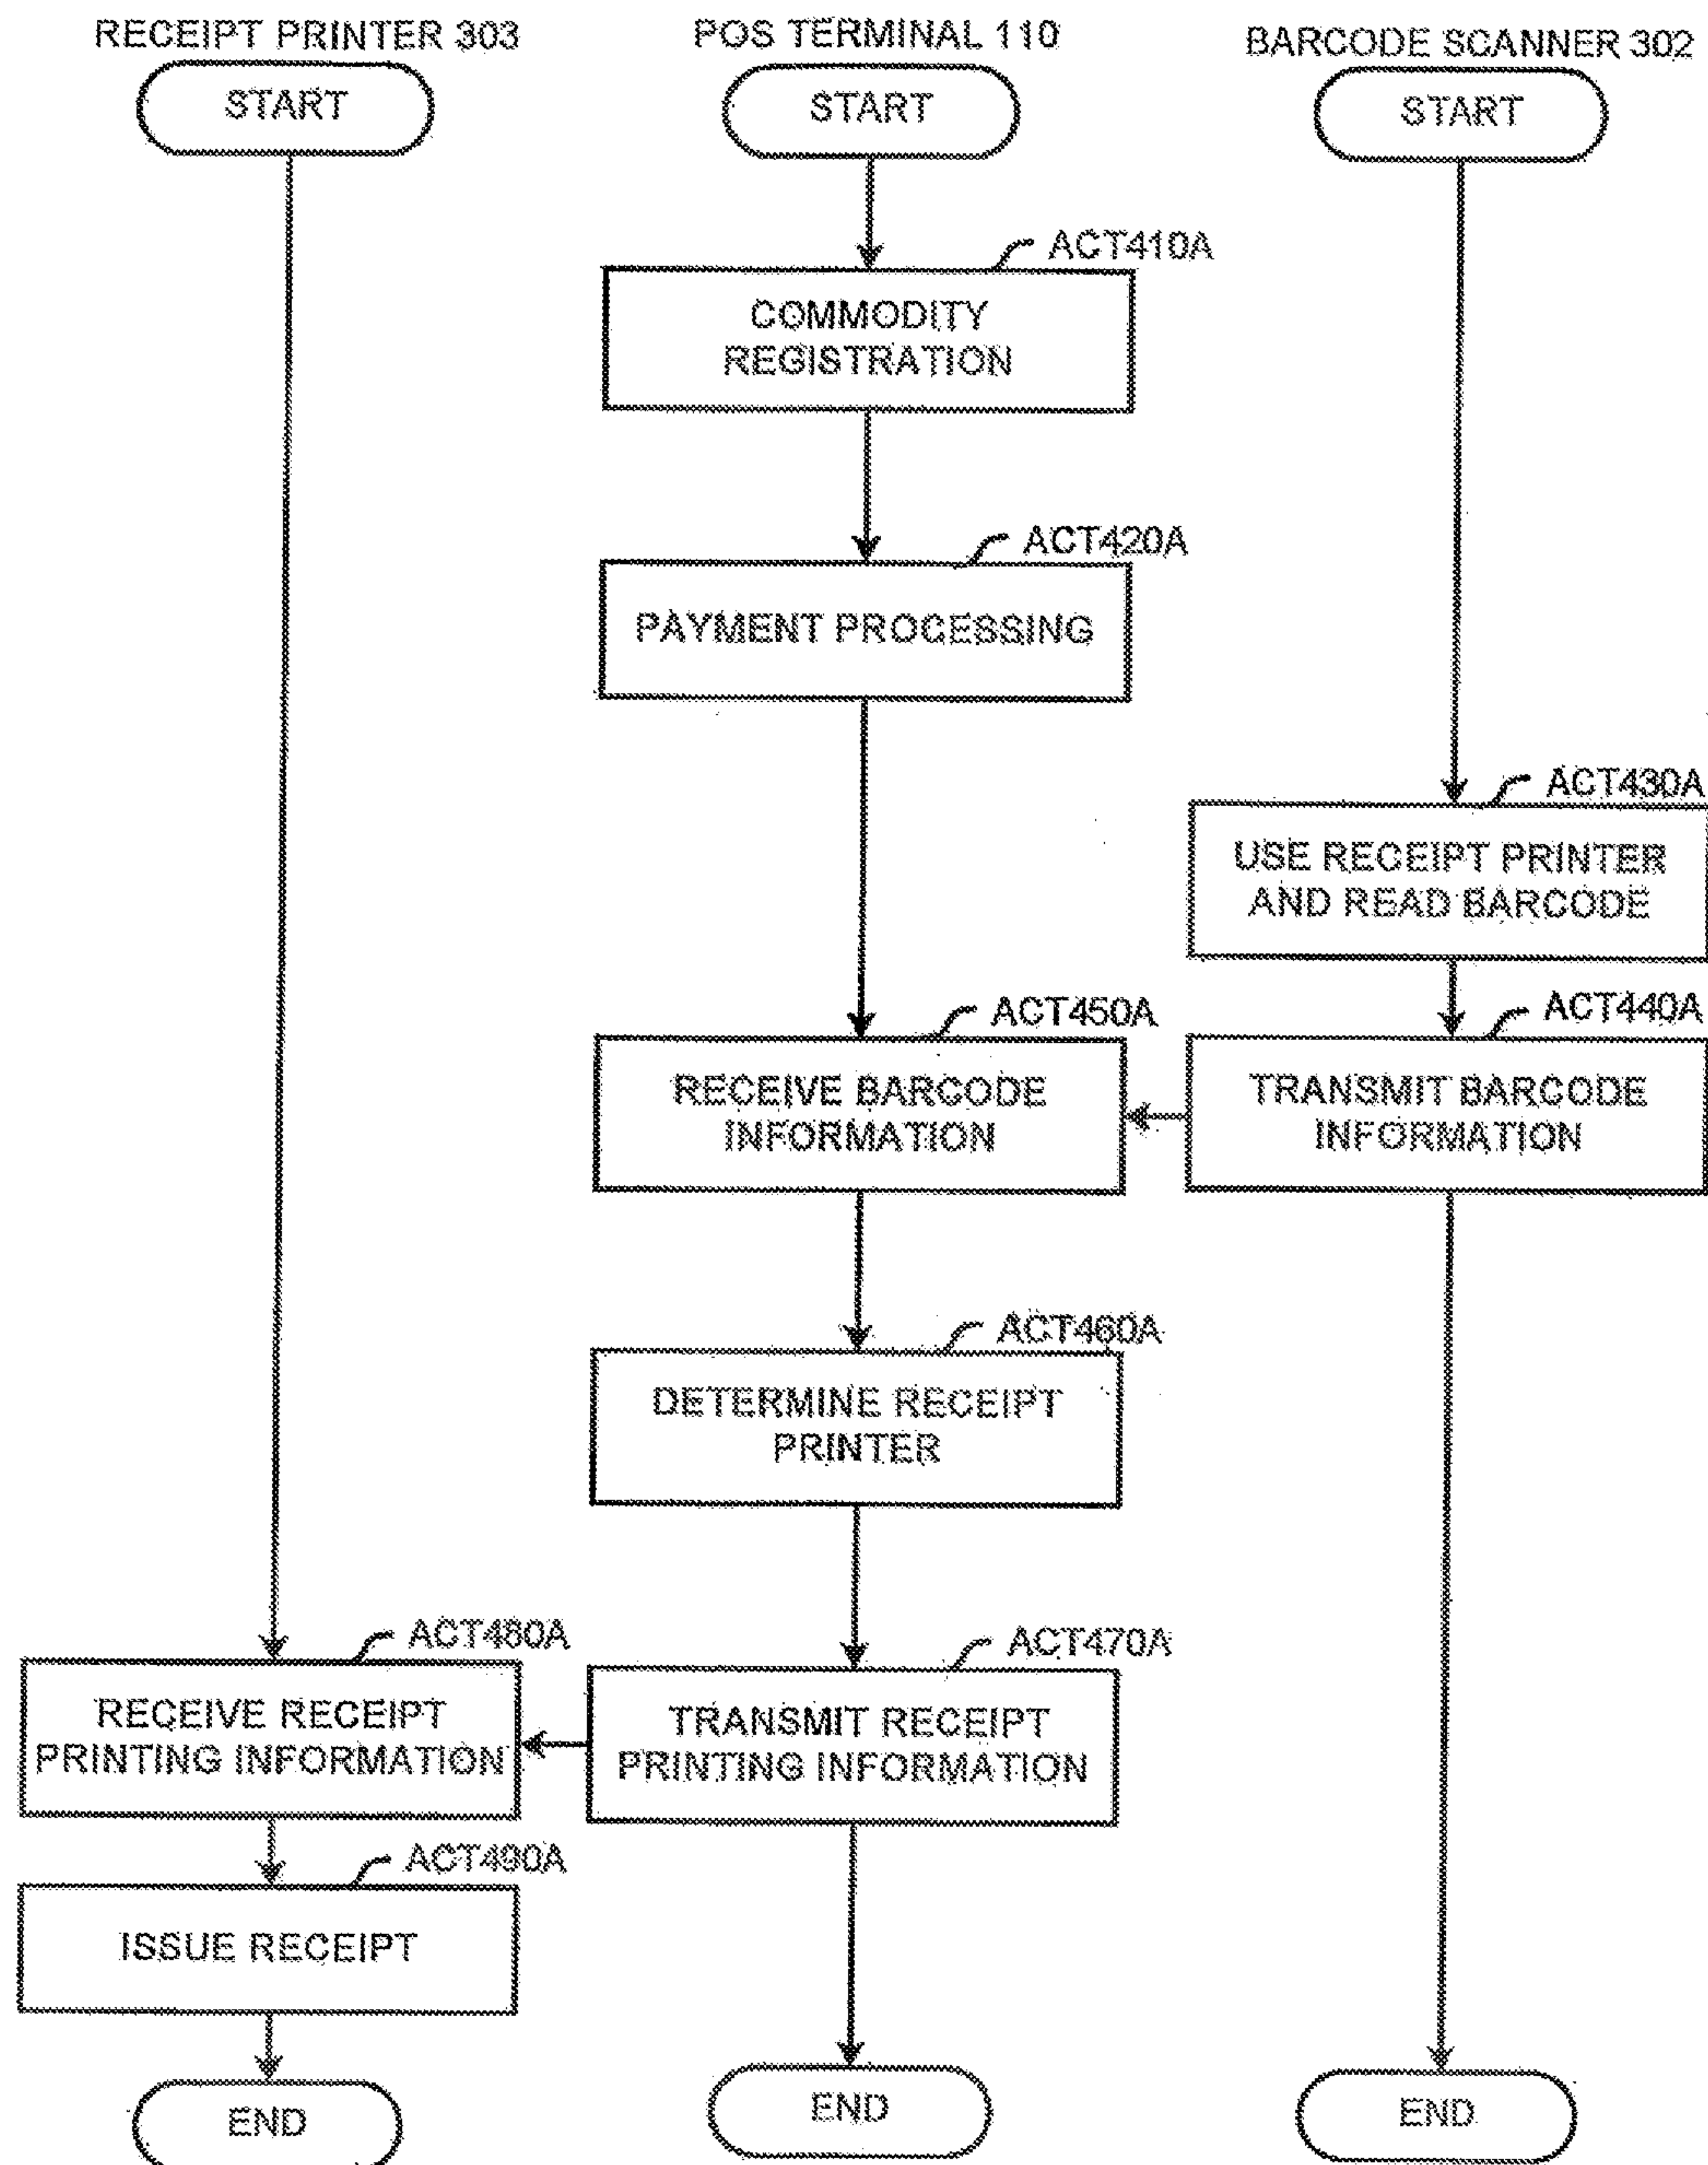 RECEIPT PRINTER 303
POS TERMINAL 110
BARCODE SCANNER 302
START
START
START
ACT410A
COMMODITY
REGISTRATION
ACT420A
PAYMENT PROCESSING
ACT430A
USE RECEIPT PRINTER
AND READ BARCODE
ACT440A
TRANSMIT BARCODE
INFORMATION
ACT450A
RECEIVE BARCODE
INFORMATION
ACT460A
DETERMINE RECEIPT
PRINTER
ACT470A
TRANSMIT RECEIPT
PRINTING INFORMATION
ACT480A
RECEIVE RECEIPT
PRINTING INFORMATION
ACT490A
ISSUE RECEIPT
END
END
END